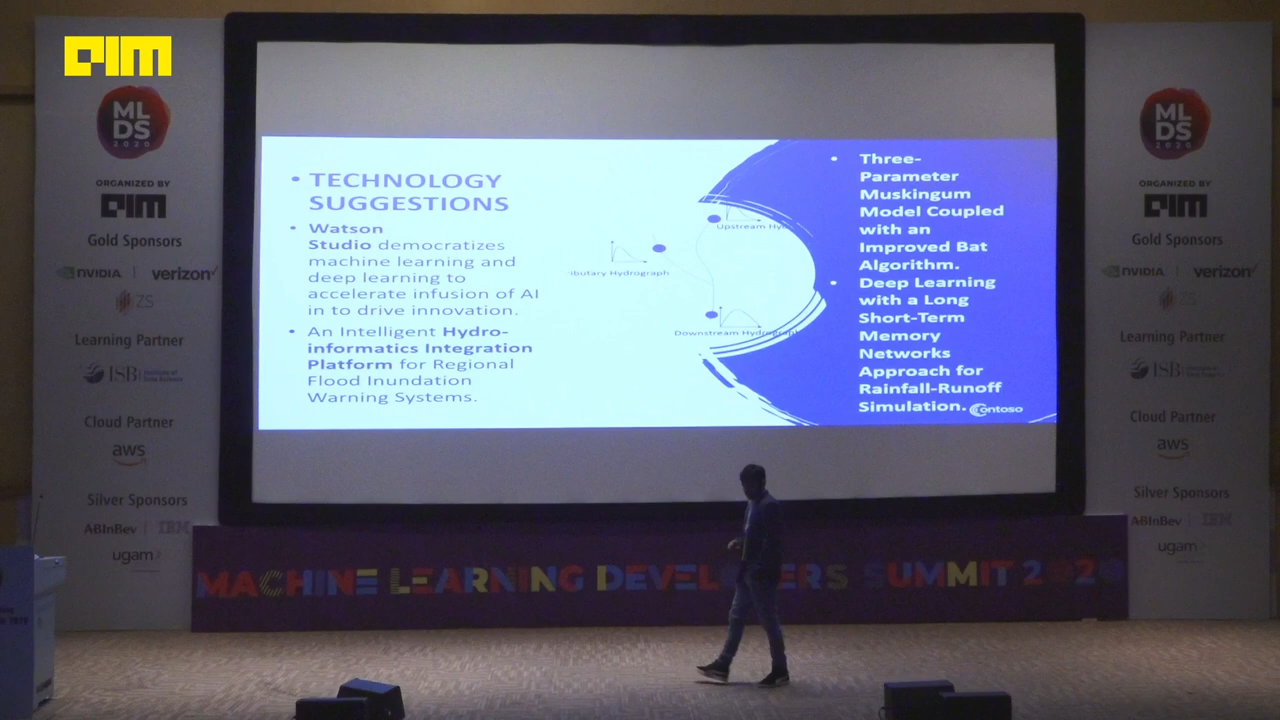 AIM
ML
DS
2020
ORGANIZED BY
AIM
Gold Sponsors
NVIDIA
verizon✓
ZS
Learning Partner
ISB
Cloud Partner
aws
Silver Sponsors
ABInBev
IBM
ugam
• TECHNOLOGY
SUGGESTIONS
• Watson
Studio democratizes
machine learning and
deep learning to
accelerate infusion of AI
in to drive innovation.
• An Intelligent Hydro-
informatics Integration
Platform for Regional
Flood Inundation
Warning Systems.
Upstream Hy
ibutary Hydrograph
Downstream Hydrograph
• Three-
Parameter
Muskingum
Model Coupled
with an
Improved Bat
Algorithm.
• Deep Learning
with a Long
Short-Term
Memory
Networks
Approach for
Rainfall-Runoff
Simulation.
Contoso
ML
DS
2020
ORGANIZED BY
AIM
Gold Sponsors
NVIDIA
verizon✓
ZS
Learning Partner
ISB
Cloud Partner
aws
Silver Sponsors
ABInBev
IBM
ugam
MACHINE LEARNING DEVELOPERS SUMMIT 2020